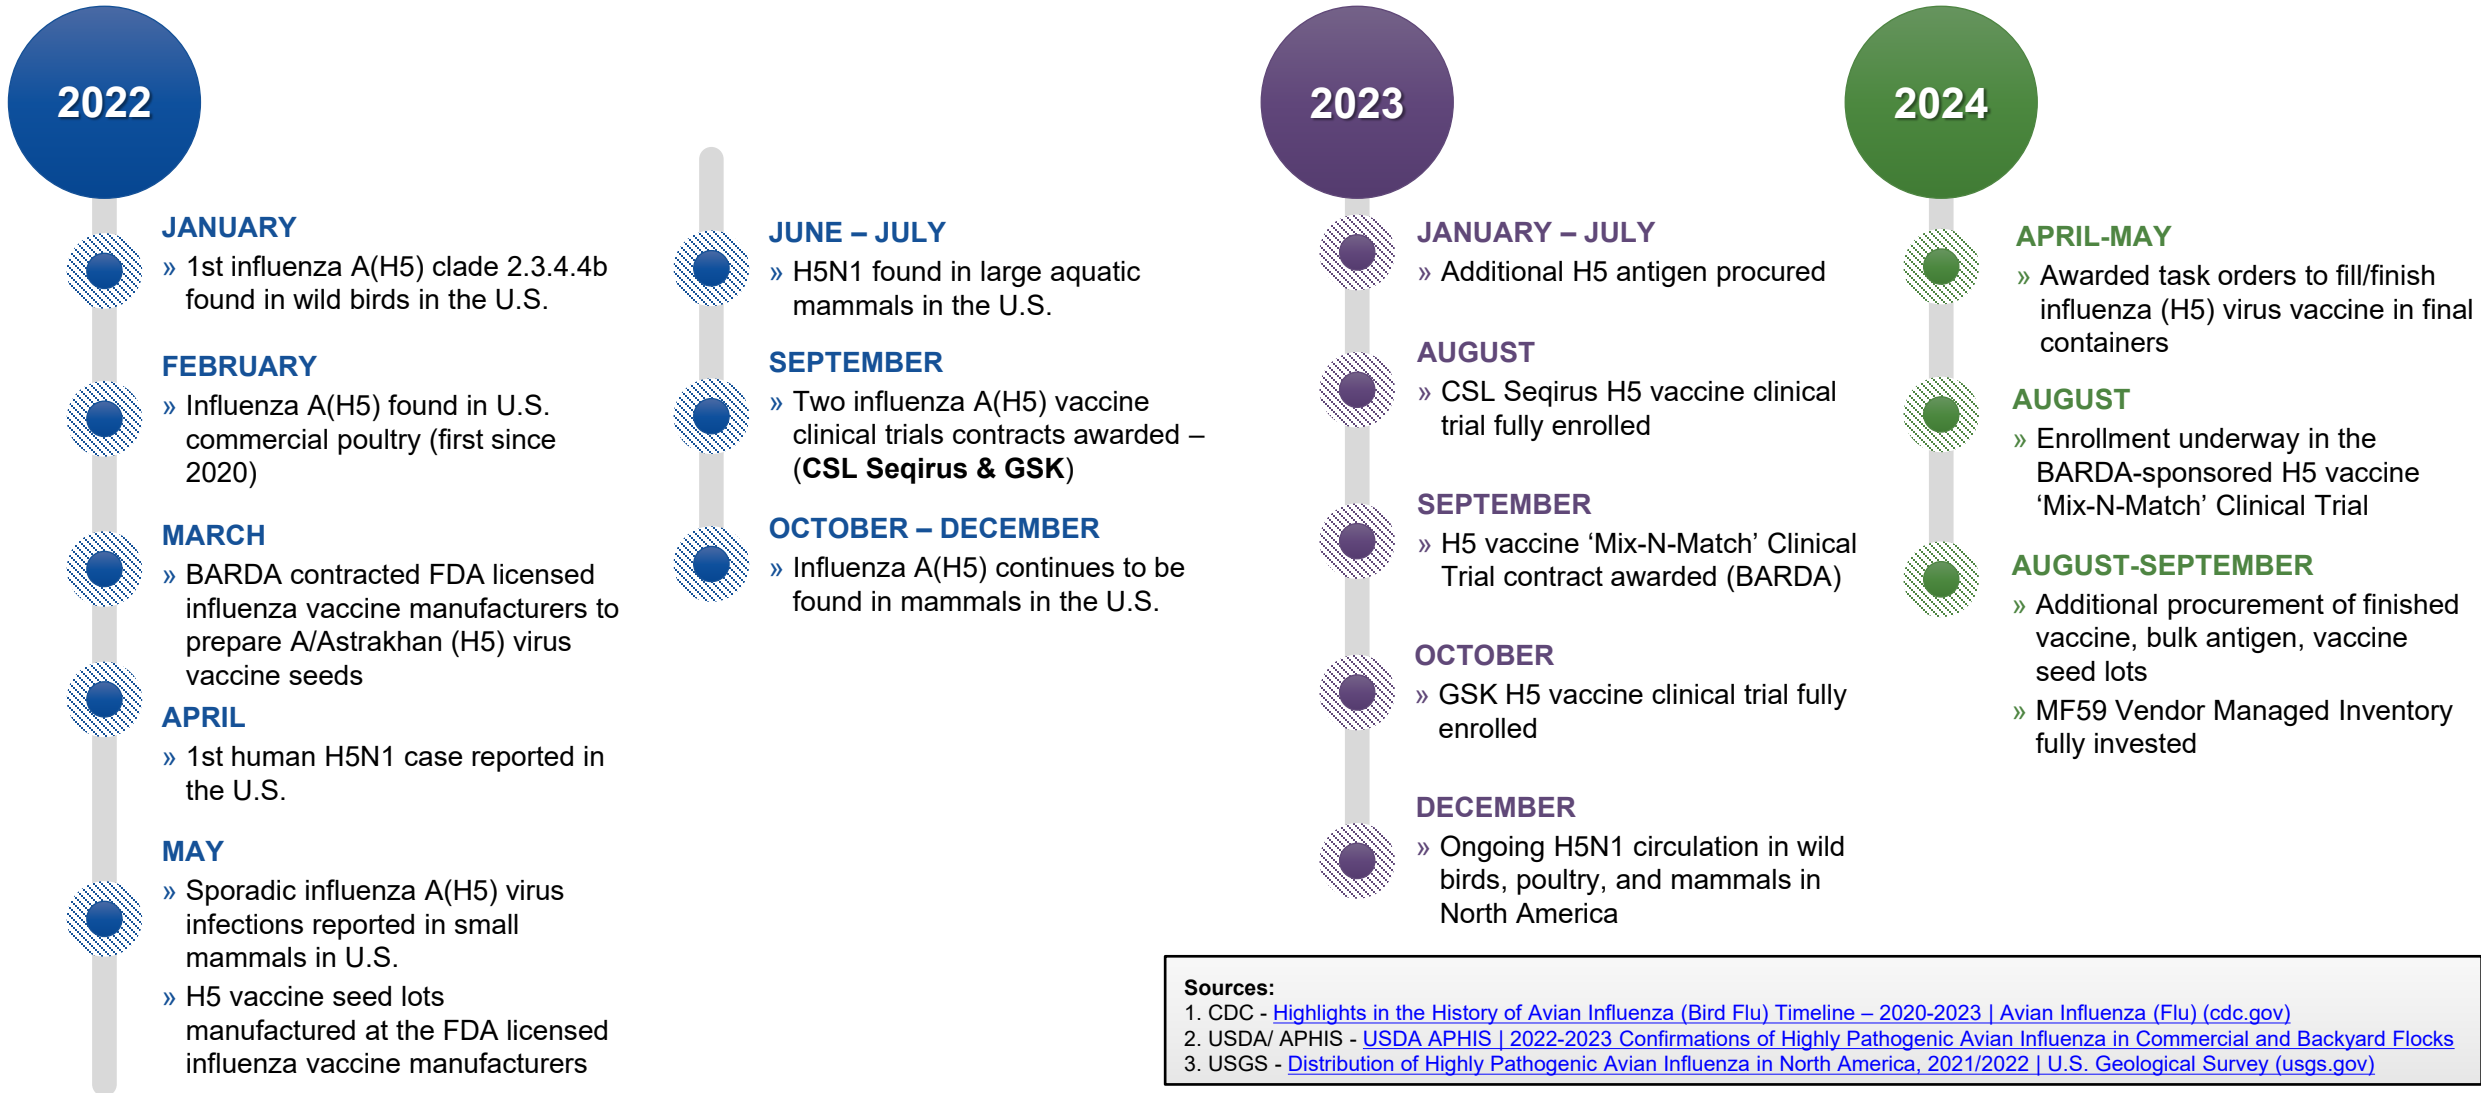 2022
JANUARY
» 1st influenza A(H5) clade 2.3.4.4b
found in wild birds in the U.S.
FEBRUARY
» Influenza A(H5) found in U.S.
commercial poultry (first since
2020)
MARCH
» BARDA contracted FDA licensed
influenza vaccine manufacturers to
prepare A/Astrakhan (H5) virus
vaccine seeds
APRIL
» 1st human H5N1 case reported in
the U.S.
MAY
» Sporadic influenza A(H5) virus
infections reported in small
mammals in U.S.
» H5 vaccine seed lots
manufactured at the FDA licensed
influenza vaccine manufacturers
JUNE – JULY
» H5N1 found in large aquatic
mammals in the U.S.
SEPTEMBER
» Two influenza A(H5) vaccine
clinical trials contracts awarded –
(CSL Seqirus & GSK)
OCTOBER – DECEMBER
» Influenza A(H5) continues to be
found in mammals in the U.S.
2023
JANUARY – JULY
» Additional H5 antigen procured
AUGUST
» CSL Seqirus H5 vaccine clinical
trial fully enrolled
SEPTEMBER
» H5 vaccine ‘Mix-N-Match’ Clinical
Trial contract awarded (BARDA)
OCTOBER
» GSK H5 vaccine clinical trial fully
enrolled
DECEMBER
» Ongoing H5N1 circulation in wild
birds, poultry, and mammals in
North America
2024
APRIL-MAY
» Awarded task orders to fill/finish
influenza (H5) virus vaccine in final
containers
AUGUST
» Enrollment underway in the
BARDA-sponsored H5 vaccine
‘Mix-N-Match’ Clinical Trial
AUGUST-SEPTEMBER
» Additional procurement of finished
vaccine, bulk antigen, vaccine
seed lots
» MF59 Vendor Managed Inventory
fully invested
Sources:
1. CDC - Highlights in the History of Avian Influenza (Bird Flu) Timeline – 2020-2023 | Avian Influenza (Flu) (cdc.gov)
2. USDA/ APHIS - USDA APHIS | 2022-2023 Confirmations of Highly Pathogenic Avian Influenza in Commercial and Backyard Flocks
3. USGS - Distribution of Highly Pathogenic Avian Influenza in North America, 2021/2022 | U.S. Geological Survey (usgs.gov)